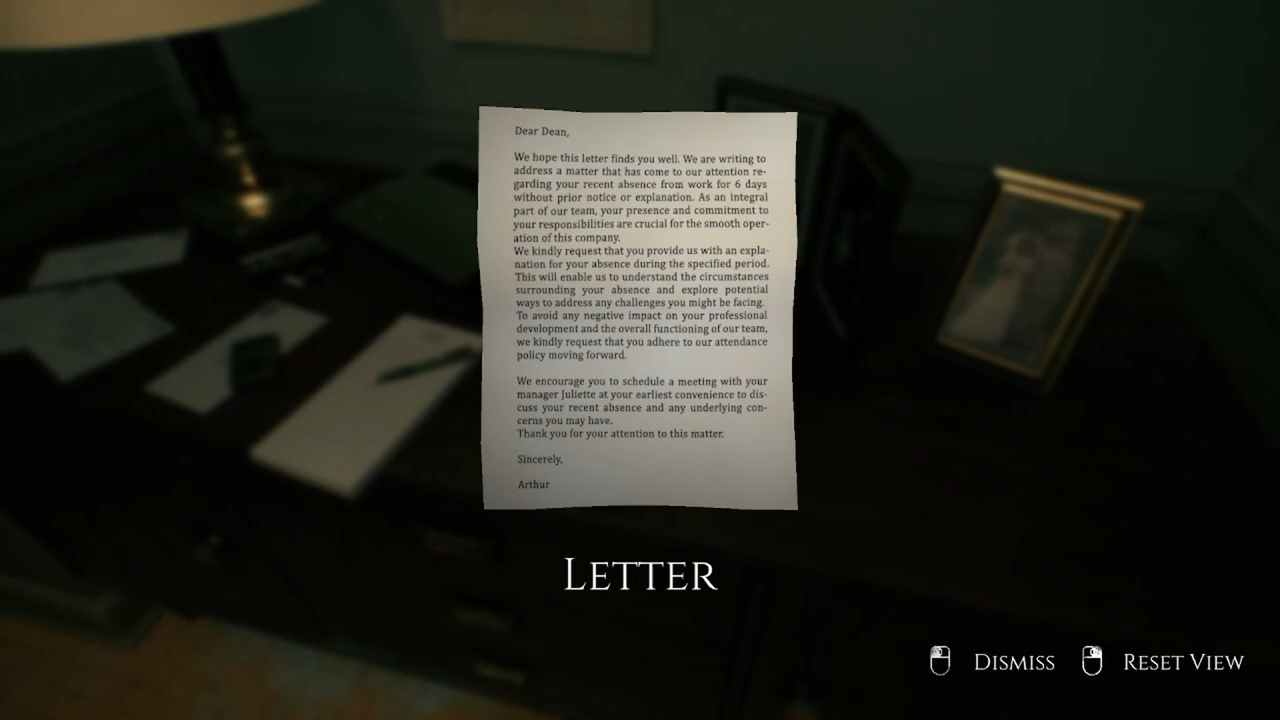 Dear Dean,
We hope this letter finds you well. We are writing to
address a matter that has come to our attention re-
garding your recent absence from work for 6 days
without prior notice or explanation. As an integral
part of our team, your presence and commitment to
your responsibilities are crucial for the smooth oper-
ation of this company.
We kindly request that you provide us with an expla-
nation for your absence during the specified period.
This will enable us to understand the circumstances
surrounding your absence and explore potential
ways to address any challenges you might be facing.
To avoid any negative impact on your professional
development and the overall functioning of our team,
we kindly request that you adhere to our attendance
policy moving forward.
We encourage you to schedule a meeting with your
manager Juliette at your earliest convenience to dis-
cuss your recent absence and any underlying con-
cerns you may have.
Thank you for your attention to this matter.
Sincerely,
Arthur
LETTER
DISMISS RESET VIEW